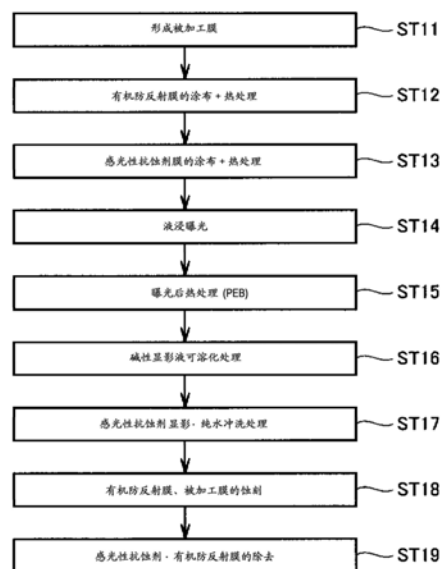 形成被加工膜 ST11
有机防反射膜的涂布+热处理 ST12
感光性抗蚀剂膜的涂布+热处理 ST13
液浸曝光 ST14
曝光后热处理 (PEB) ST15
碱性显影液可溶化处理 ST16
感光性抗蚀剂显影·纯水冲洗处理 ST17
有机防反射膜、被加工膜的蚀刻 ST18
感光性抗蚀剂·有机防反射膜的除去 ST19